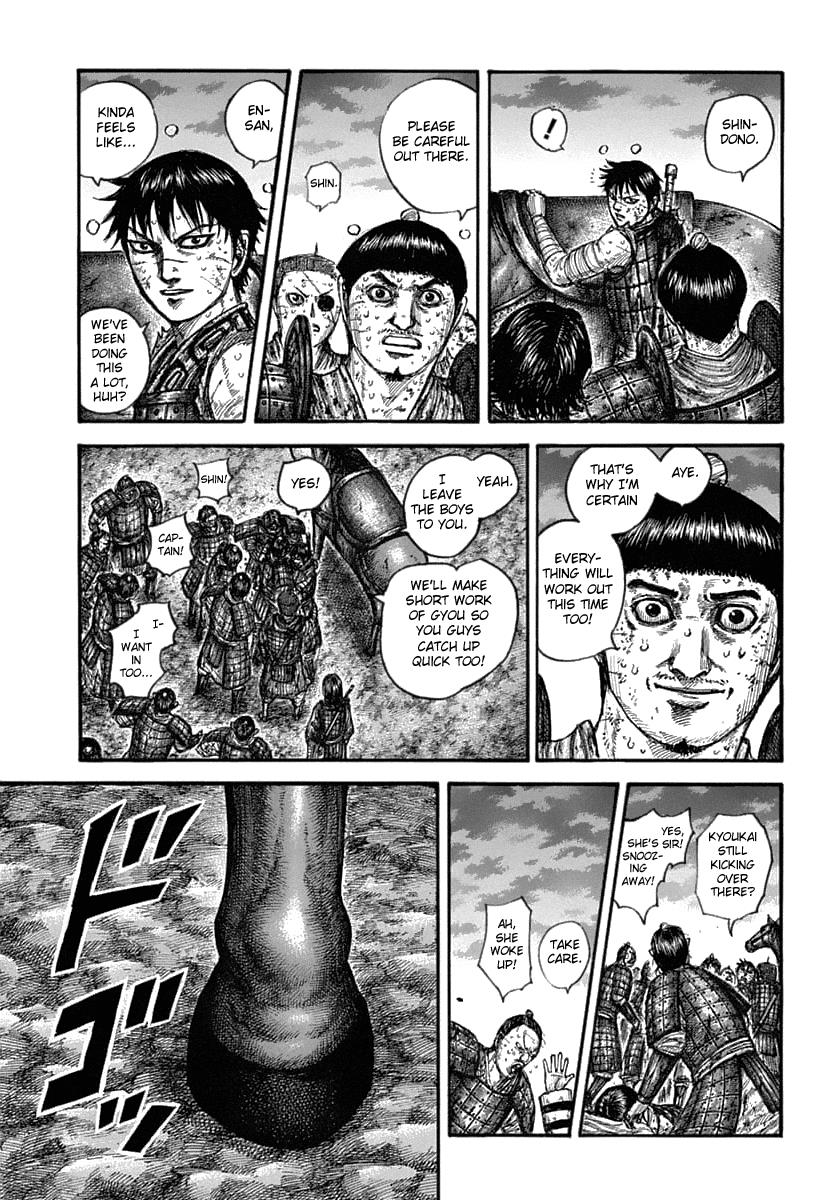 SHIN-
DONO.
!
PLEASE
BE CAREFUL
OUT THERE.
SHIN.
EN-
SAN,
KINDA
FEELS
LIKE...
WE'VE
BEEN
DOING
THIS
A LOT,
HUH?
AYE.
THAT'S
WHY I'M
CERTAIN
EVERY-
THING WILL
WORK OUT
THIS TIME
TOO!
YEAH.
I
LEAVE
THE BOYS
TO YOU.
WE'LL MAKE
SHORT WORK
OF GYOU SO
YOU GUYS
CATCH UP
QUICK TOO!
YES!
SHIN!
CAP-
TAIN!
I-
I
WANT
IN
TOO...
KYOUKAI
STILL
KICKING
OVER
THERE?
YES,
SHE'S SIR!
SNOOZ-
ING
AWAY!
TAKE
CARE.
AH,
SHE
WOKE
UP!
ドゴッ